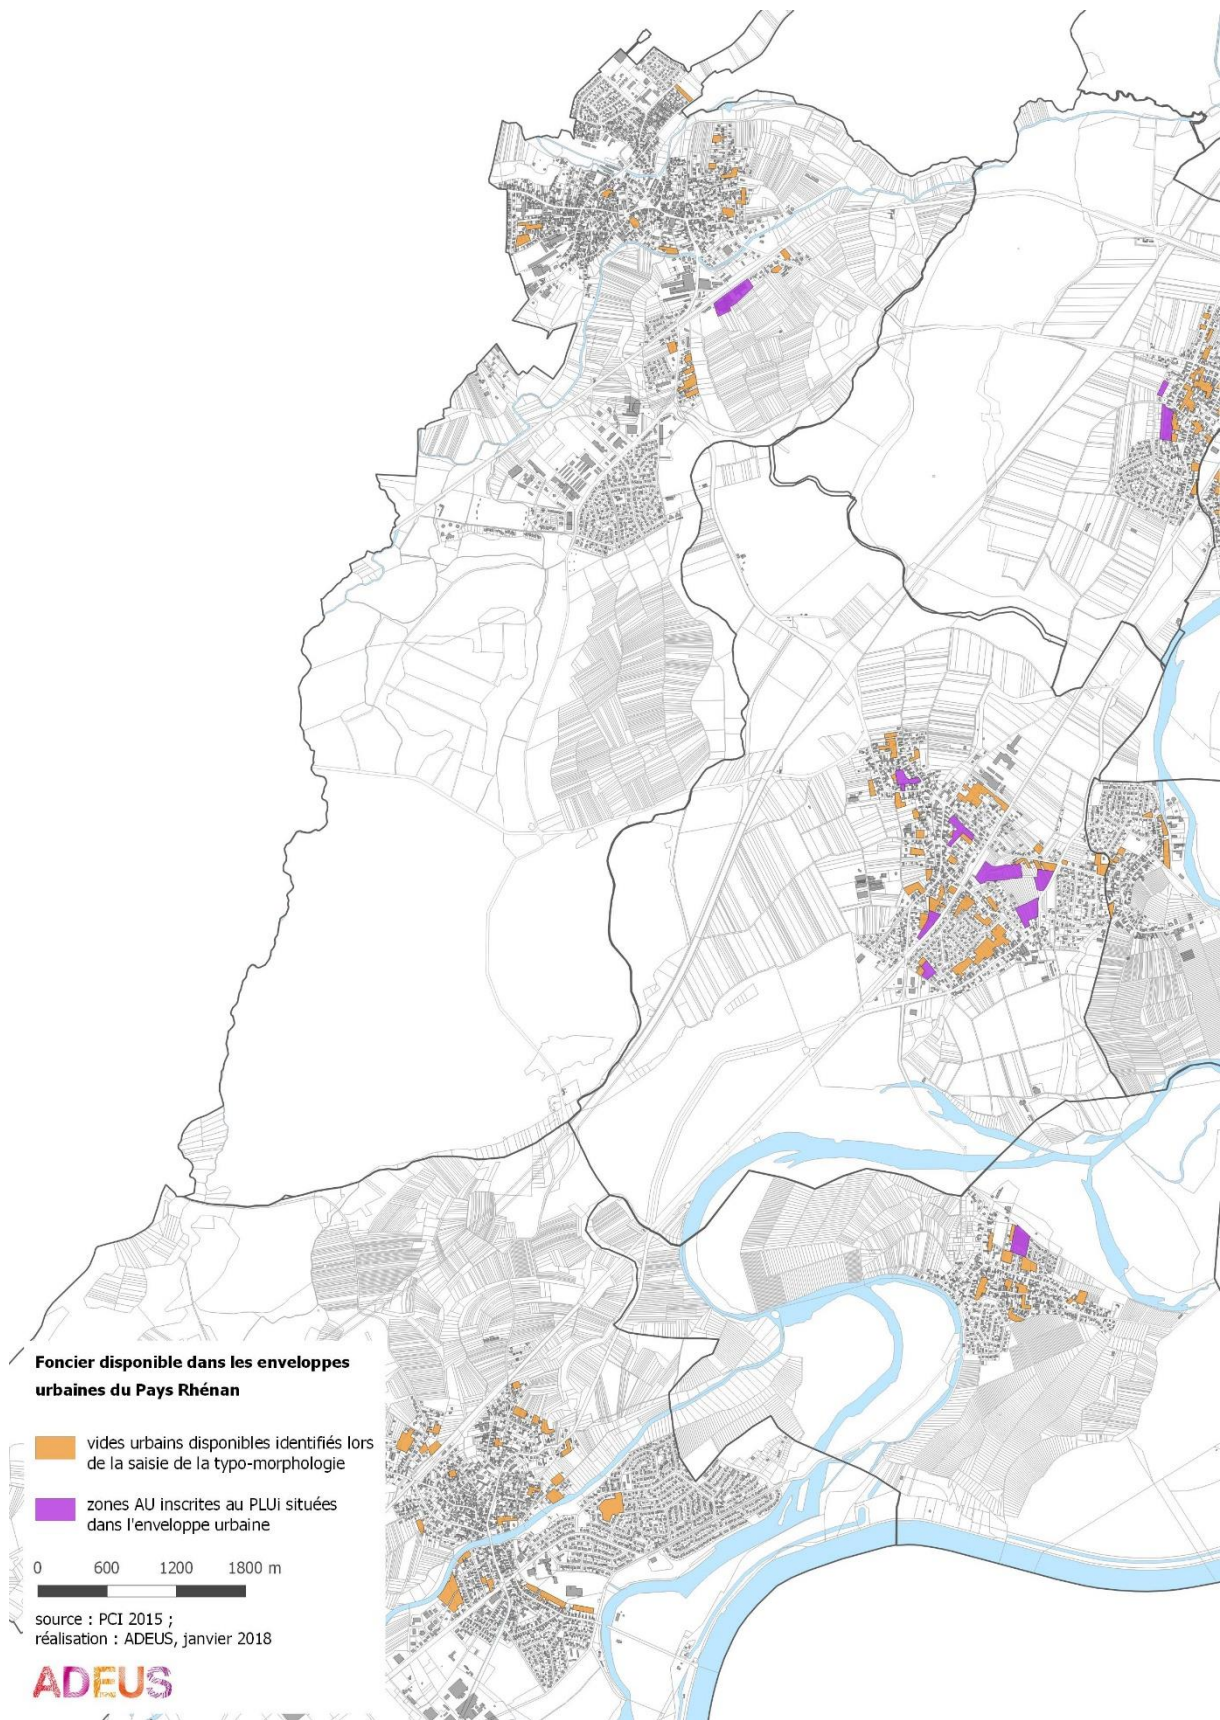 Foncier disponible dans les enveloppes
urbaines du Pays Rhénan
vides urbains disponibles identifiés lors
de la saisie de la typo-morphologie
zones AU inscrites au PLUi situées
dans l'enveloppe urbaine
0 600 1200 1800 m
source : PCI 2015 ;
réalisation : ADEUS, janvier 2018
ADEUS